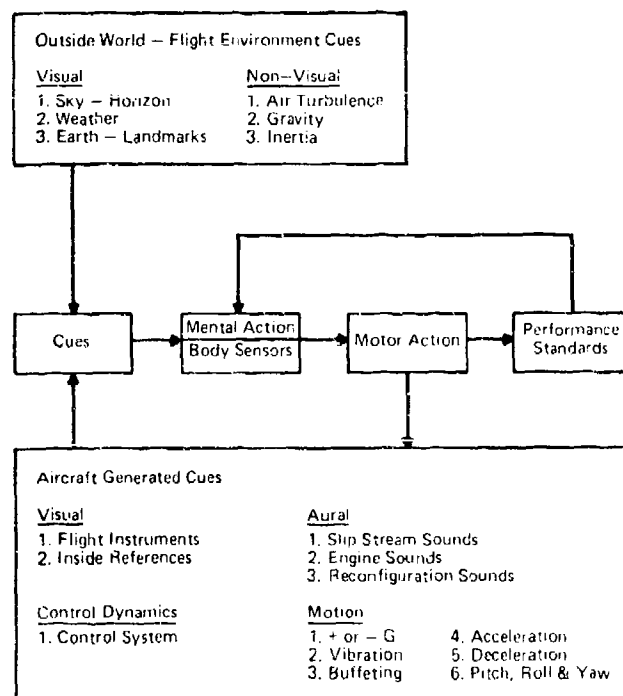 Outside World — Flight Environment Cues
Visual
1. Sky — Horizon
2. Weather
3. Earth — Landmarks
Non—Visual
1. Air Turbulence
2. Gravity
3. Inertia
Cues
Mental Action
Body Sensors
Motor Action
Performance
Standards
Aircraft Generated Cues
Visual
1. Flight Instruments
2. Inside References
Aural
1. Slip Stream Sounds
2. Engine Sounds
3. Reconfiguration Sounds
Control Dynamics
1. Control System
Motion
1. + or — G
2. Vibration
3. Buffeting
4. Acceleration
5. Deceleration
6. Pitch, Roll & Yaw